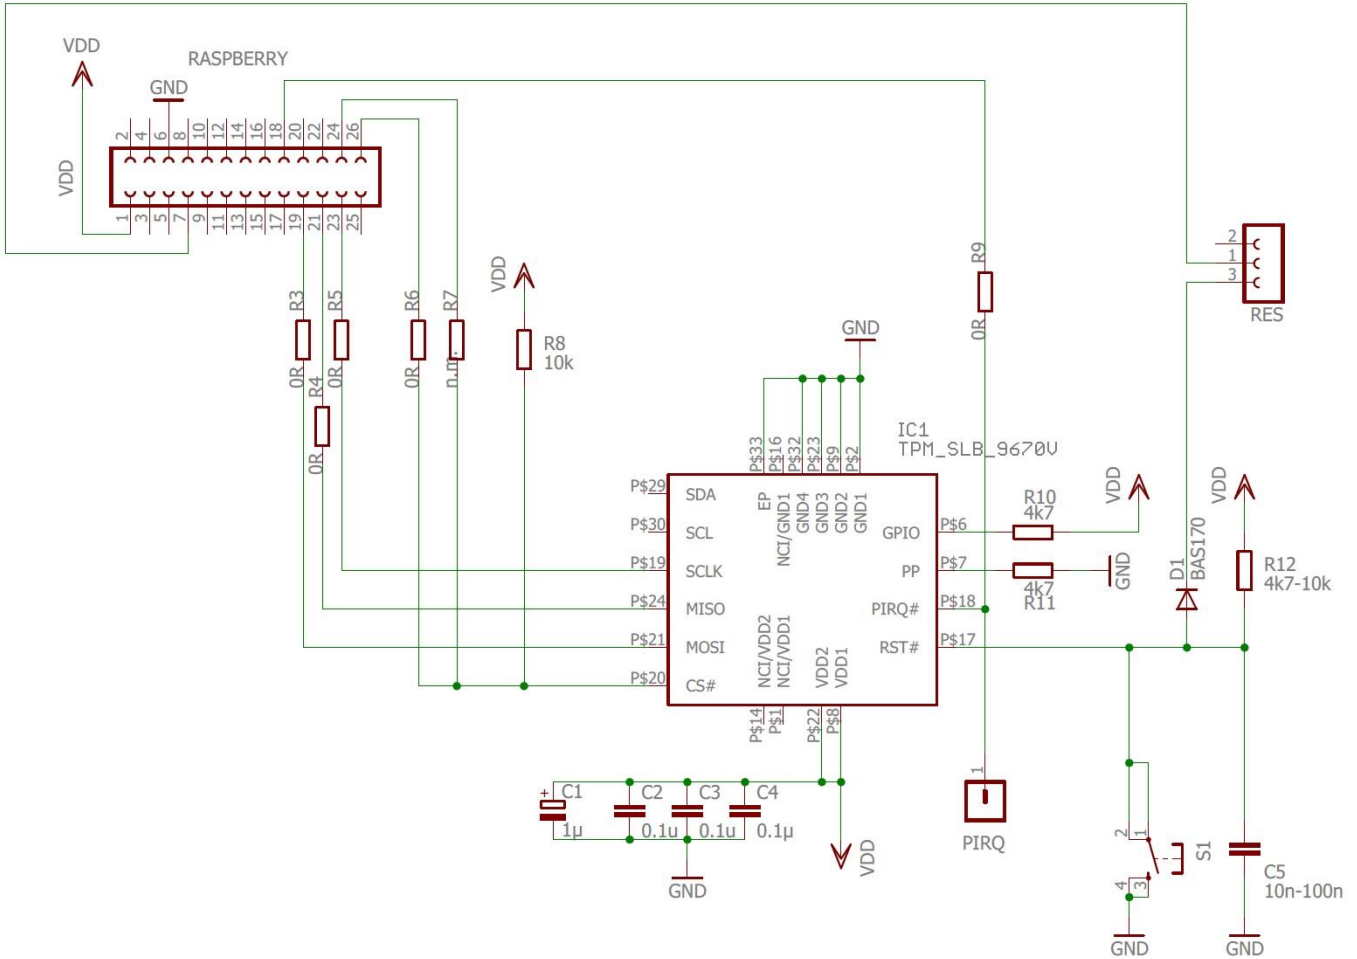 VDD
RASPBERRY
GND
2 4 6 8 10 12 14 16 18 20 22 24 26
VDD
1 3 5 7 9 11 13 15 17 19 21 23 25
R9
0R
2
1
3
RES
VDD
R3
0R
R4
0R
R5
0R
R6
0R
R7
n.m.
R8
10k
GND
IC1
TPM_SLB_9670V
P$33 P$16 P$32 P$23 P$9 P$2
EP NCI/GND1 GND4 GND3 GND2 GND1
P$29 SDA
P$30 SCL
P$19 SCLK
P$24 MISO
P$21 MOSI
P$20 CS#
GPIO P$6
PP P$7
PIRQ# P$18
RST# P$17
NCI/VDD2 NCI/VDD1 VDD2 VDD1
P$14 P$1 P$22 P$8
R10
4k7
VDD
4k7
R11
GND
D1
BAS170
VDD
R12
4k7-10k
+ C1
1µ
C2
0.1u
C3
0.1u
C4
0.1µ
GND
VDD
1
PIRQ
2 1
4 3
S1
GND
C5
10n-100n
GND